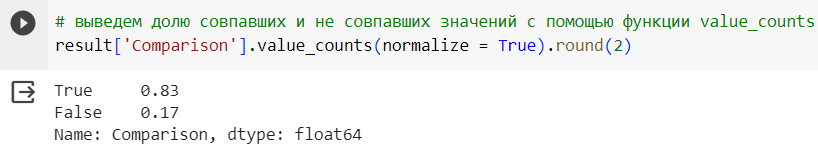 # выведем долю совпавших и не совпавших значений с помощью функции value_counts
result['Comparison'].value_counts(normalize = True).round(2)
True 0.83
False 0.17
Name: Comparison, dtype: float64